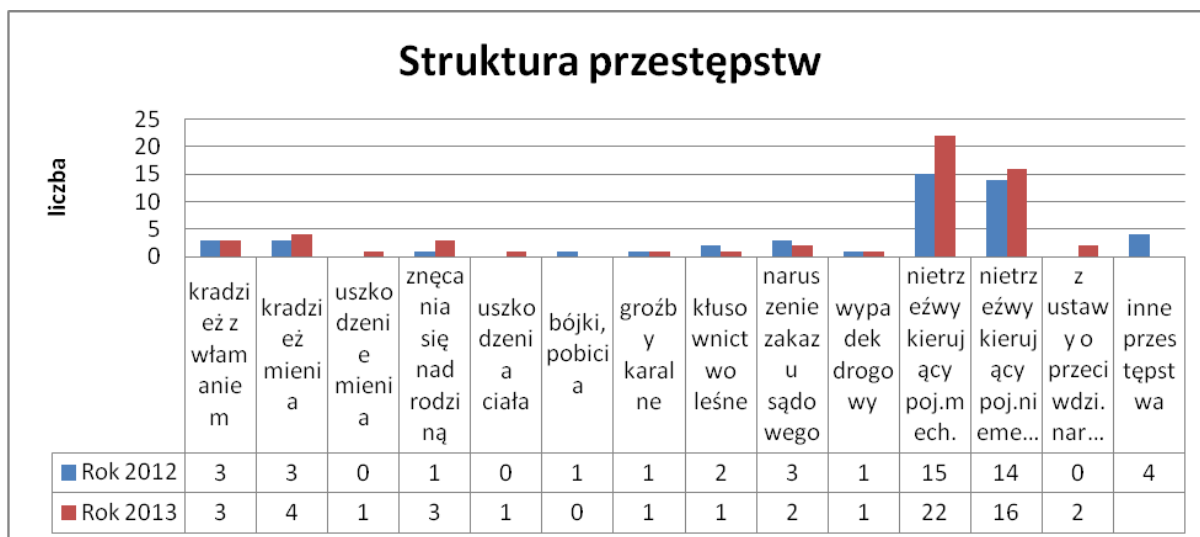 Struktura przestępstw
liczba
25
20
15
10
5
0
kradzie
ż z
włam
anie
m
kradzi
eż
mieni
a
uszko
dzeni
e
mieni
a
znęca
nia
się
nad
rodzi
ną
uszko
dzeni
a
ciała
bójki,
pobici
a
groźb
y
karaln
e
kłuso
wnict
wo
leśne
narus
zenie
zakaz
u
sądo
wego
wypa
dek
drogo
wy
nietrz
eźwy
kieruj
ący
poj.m
ech.
nietrz
eźwy
kieruj
ący
poj.ni
eme...
z
ustaw
y o
przeci
wdzi.
nar...
inne
przes
tępst
wa
Rok 2012 3 3 0 1 0 1 1 2 3 1 15 14 0 4
Rok 2013 3 4 1 3 1 0 1 1 2 1 22 16 2